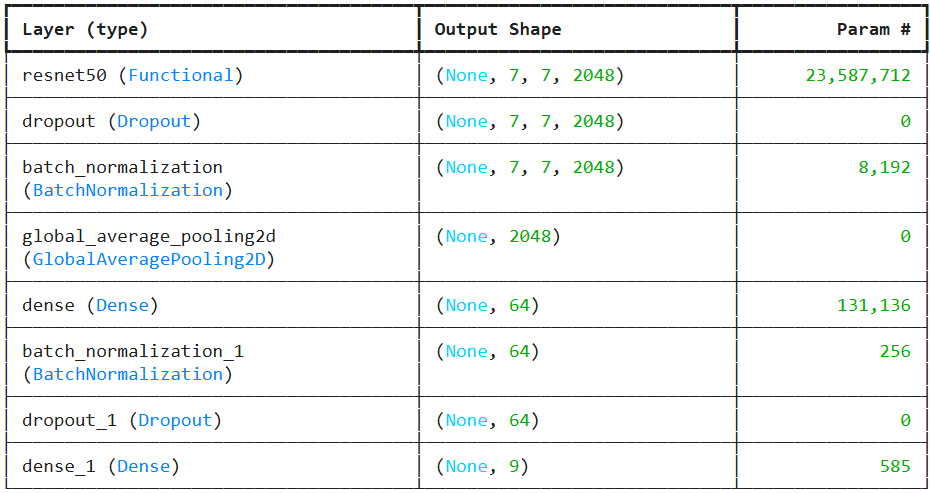 Layer (type) Output Shape Param #
resnet50 (Functional) (None, 7, 7, 2048) 23,587,712
dropout (Dropout) (None, 7, 7, 2048) 0
batch_normalization (None, 7, 7, 2048) 8,192
(BatchNormalization)
global_average_pooling2d (None, 2048) 0
(GlobalAveragePooling2D)
dense (Dense) (None, 64) 131,136
batch_normalization_1 (None, 64) 256
(BatchNormalization)
dropout_1 (Dropout) (None, 64) 0
dense_1 (Dense) (None, 9) 585